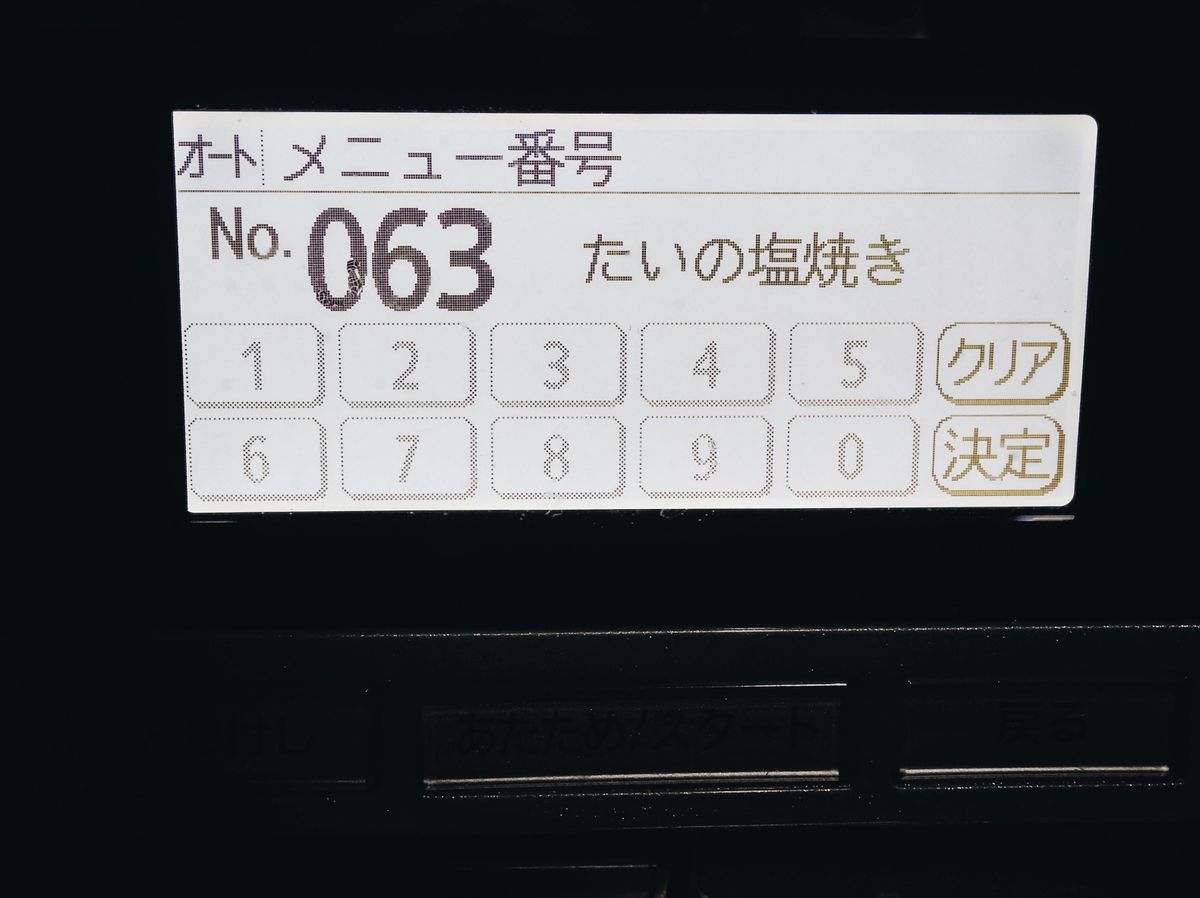 オート メニュー番号
No. 063 たいの塩焼き
1 2 3 4 5 クリア
6 7 8 9 0 決定
とりけし あたため/スタート 戻る